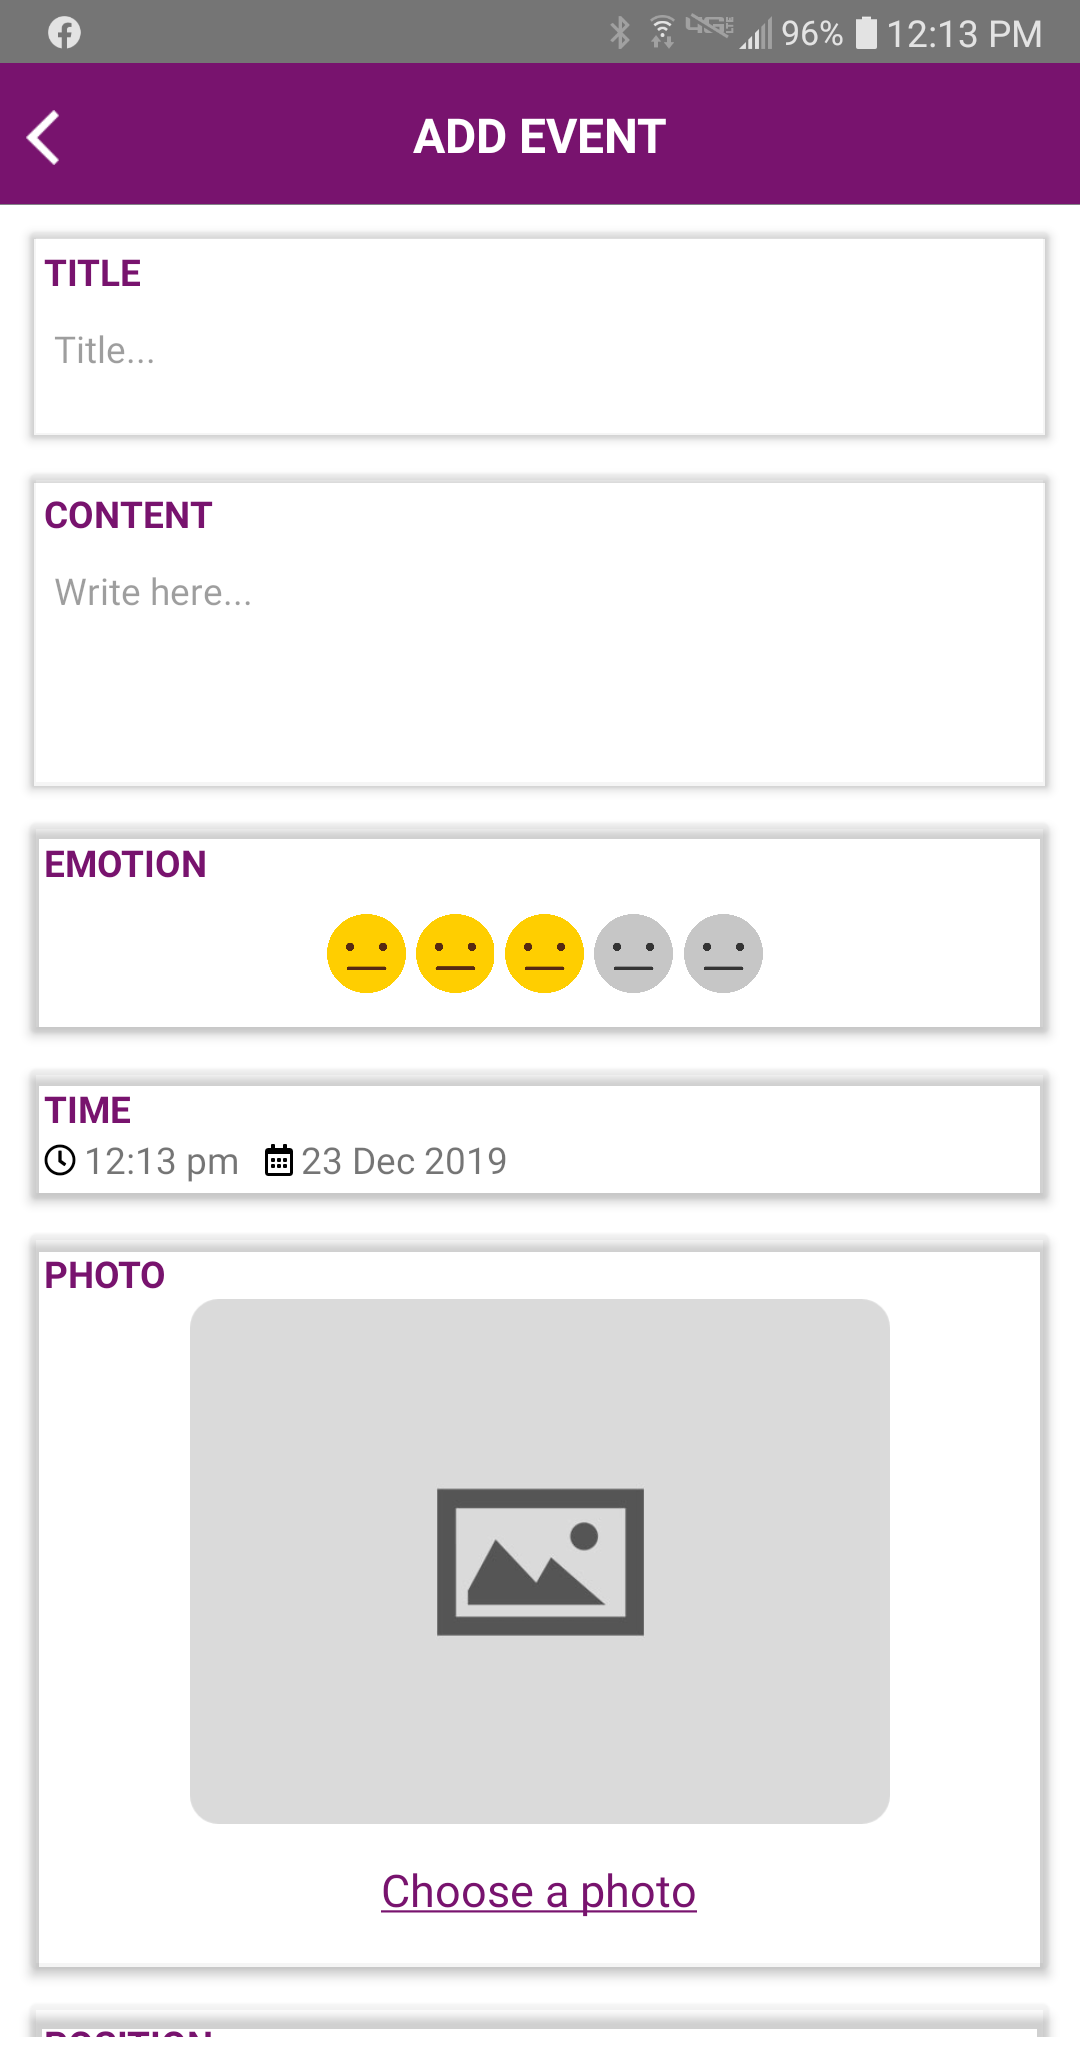 96% 12:13 PM
ADD EVENT
TITLE
Title...
CONTENT
Write here...
EMOTION
TIME
12:13 pm 23 Dec 2019
PHOTO
Choose a photo
POSITION